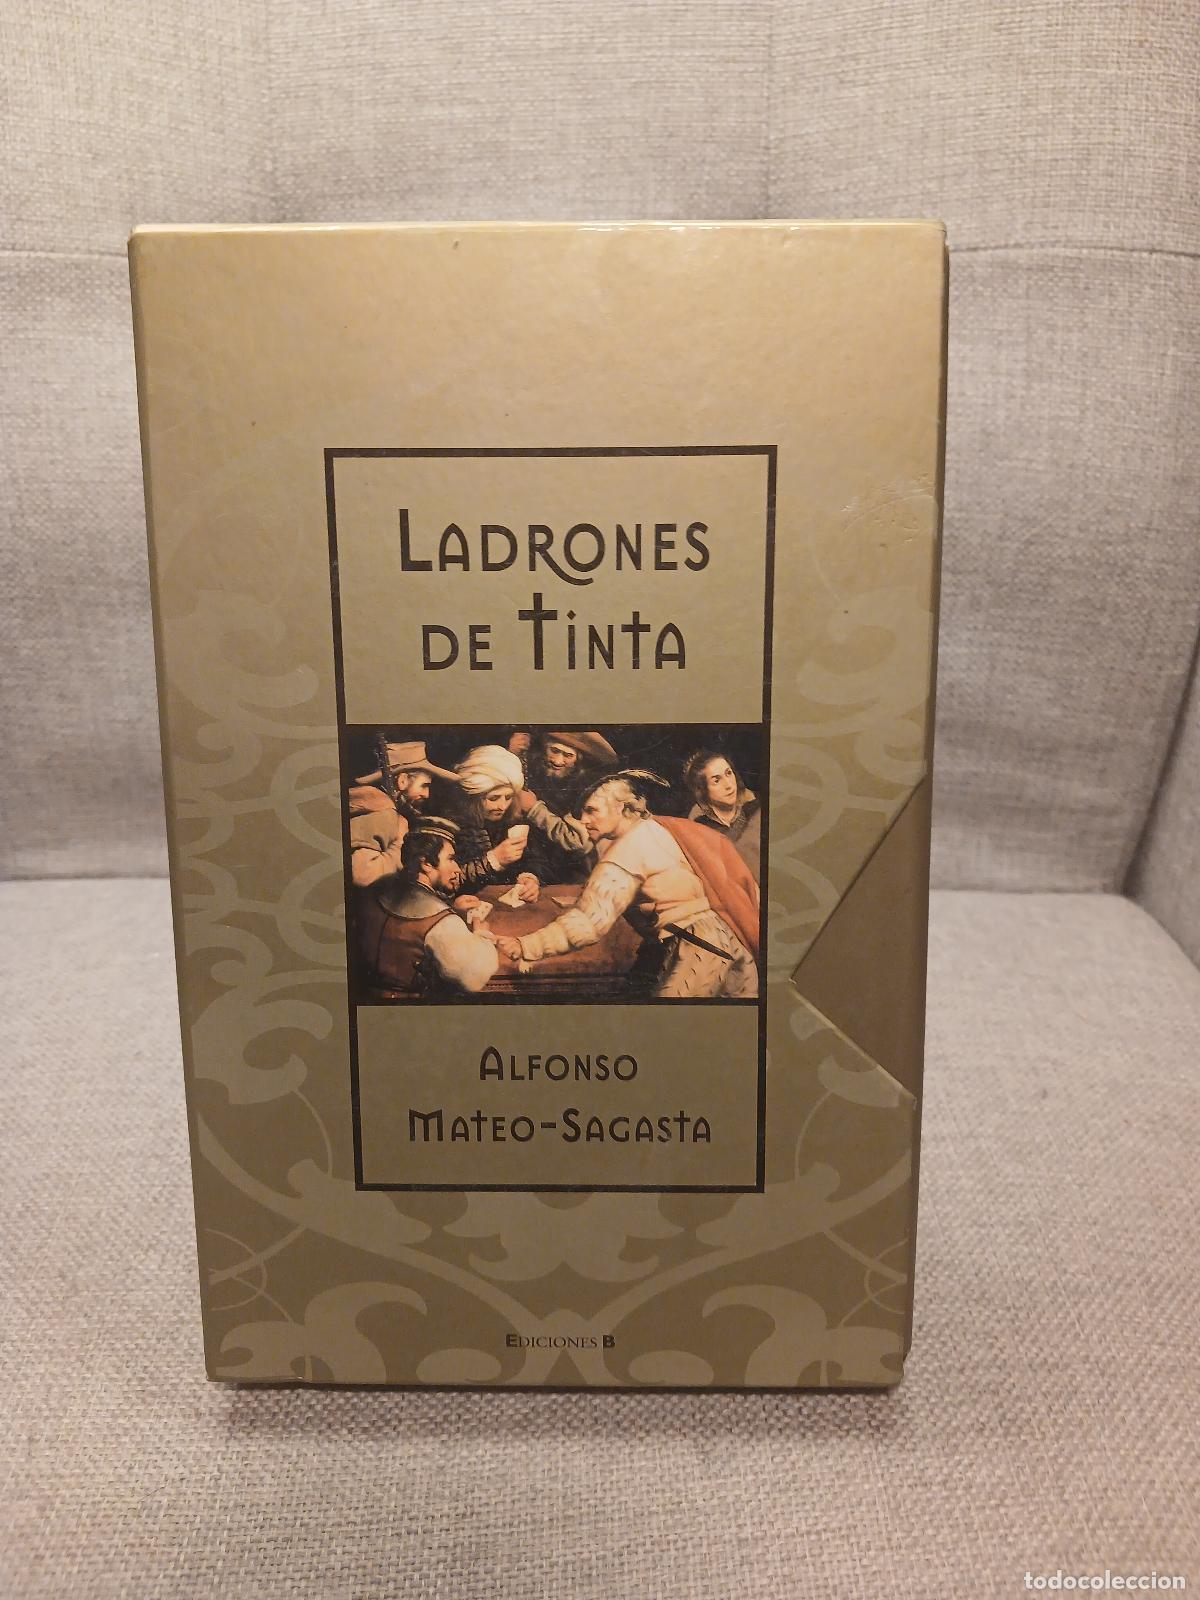 LADRONES
DE TINTA
ALFONSO
MATEO-SAGASTA
EDICIONES B
todocoleccion